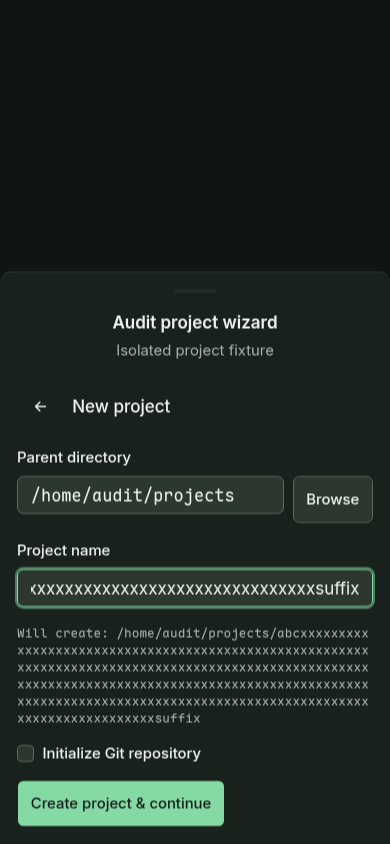 Audit project wizard
Isolated project fixture
← New project
Parent directory
/home/audit/projects
Browse
Project name
xxxxxxxxxxxxxxxxxxxxxxxxxxxxxxxsuffix
Will create: /home/audit/projects/abcxxxxxxxxx
xxxxxxxxxxxxxxxxxxxxxxxxxxxxxxxxxxxxxxxxxxxxxx
xxxxxxxxxxxxxxxxxxxxxxxxxxxxxxxxxxxxxxxxxxxxxx
xxxxxxxxxxxxxxxxxxxxxxxxxxxxxxxxxxxxxxxxxxxxxx
xxxxxxxxxxxxxxxxxxxxxxxxxxxxxxxxxxxxxxxxxxxxxx
xxxxxxxxxxxxxxxxxxsuffix
Initialize Git repository
Create project & continue